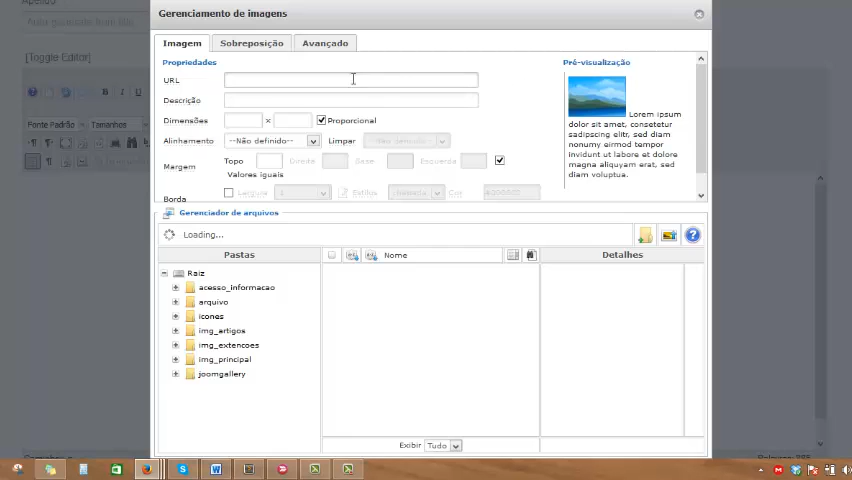 Gerenciamento de imagens
[Toggle Editor]
B I U
Fonte Padrão
Tamanhos
Imagem
Sobreposição
Avançado
Propriedades
URL
Descrição
Dimensões
×
Proporcional
Alinhamento
--Não definido--
Limpar
Margem
Topo
Direita
Base
Esquerda
Valores iguais
Borda
Largura
1
Estilos
Cor
#000000
Pré-visualização
Lorem ipsum
dolor sit amet, consetetur
sadipscing elitr, sed diam
nonumy eirmod tempor
invidunt ut labore et dolore
magna aliquyam erat, sed
diam voluptua.
Gerenciador de arquivos
Loading...
Pastas
Nome
Detalhes
Raiz
acesso_informacao
arquivo
icones
img_artigos
img_extencoes
img_principal
joomgallery
Exibir
Tudo